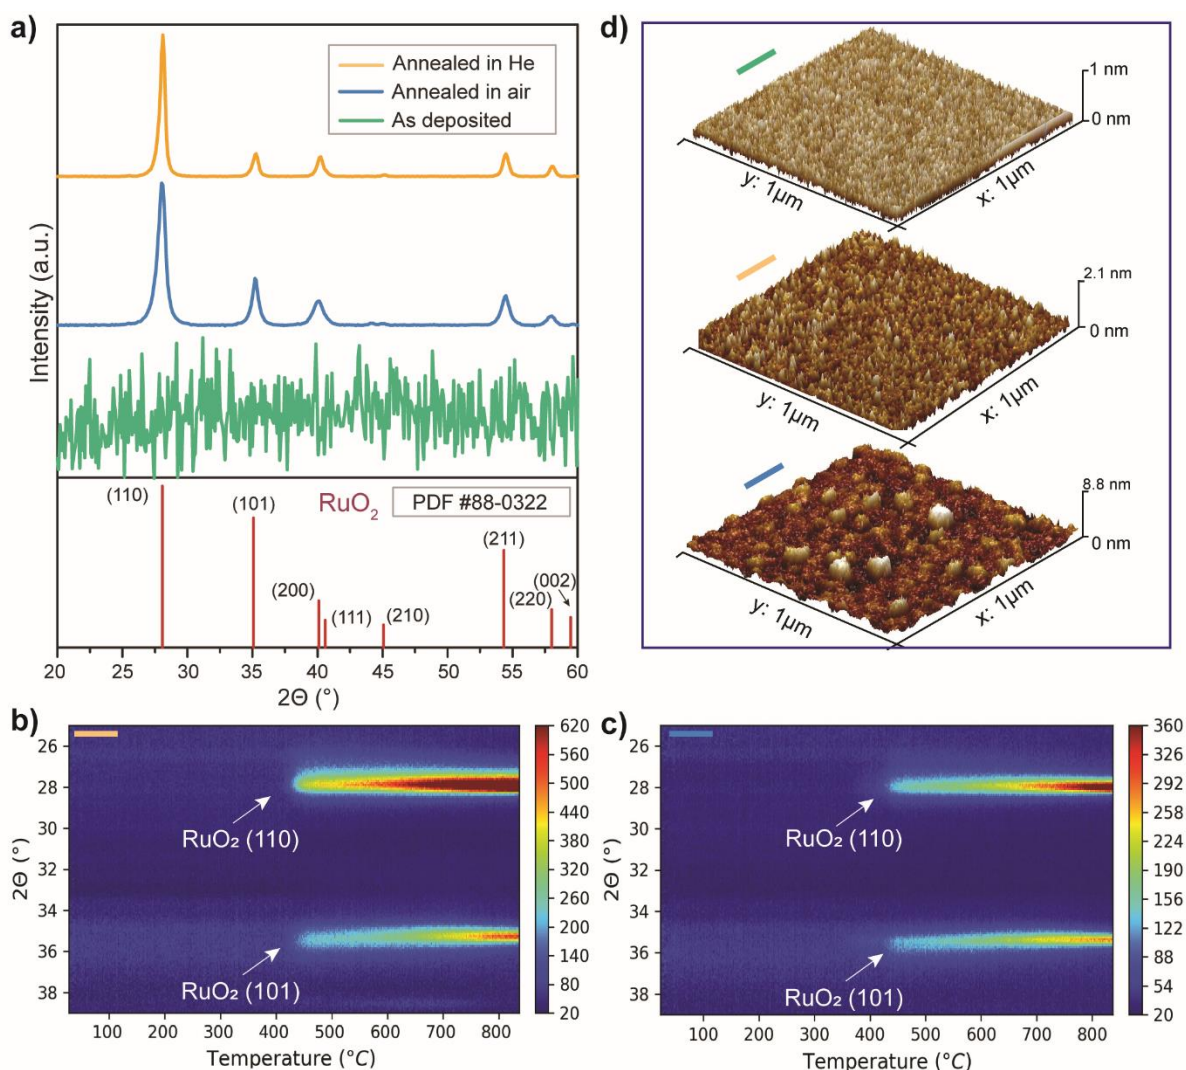 a)
Annealed in He
Annealed in air
As deposited
Intensity (a.u.)
RuO₂
PDF #88-0322
(110)
(101)
(200)
(111)
(210)
(211)
(220)
(002)
20 25 30 35 40 45 50 55 60
2Θ (°)
d)
1 nm
0 nm
y: 1µm
x: 1µm
2.1 nm
0 nm
y: 1µm
x: 1µm
8.8 nm
0 nm
y: 1µm
x: 1µm
b)
26
28
30
32
34
36
38
2Θ (°)
RuO₂ (110)
RuO₂ (101)
100 200 300 400 500 600 700 800
Temperature (°C)
620
560
500
440
380
320
260
200
140
80
20
c)
26
28
30
32
34
36
38
2Θ (°)
RuO₂ (110)
RuO₂ (101)
100 200 300 400 500 600 700 800
Temperature (°C)
360
326
292
258
224
190
156
122
88
54
20